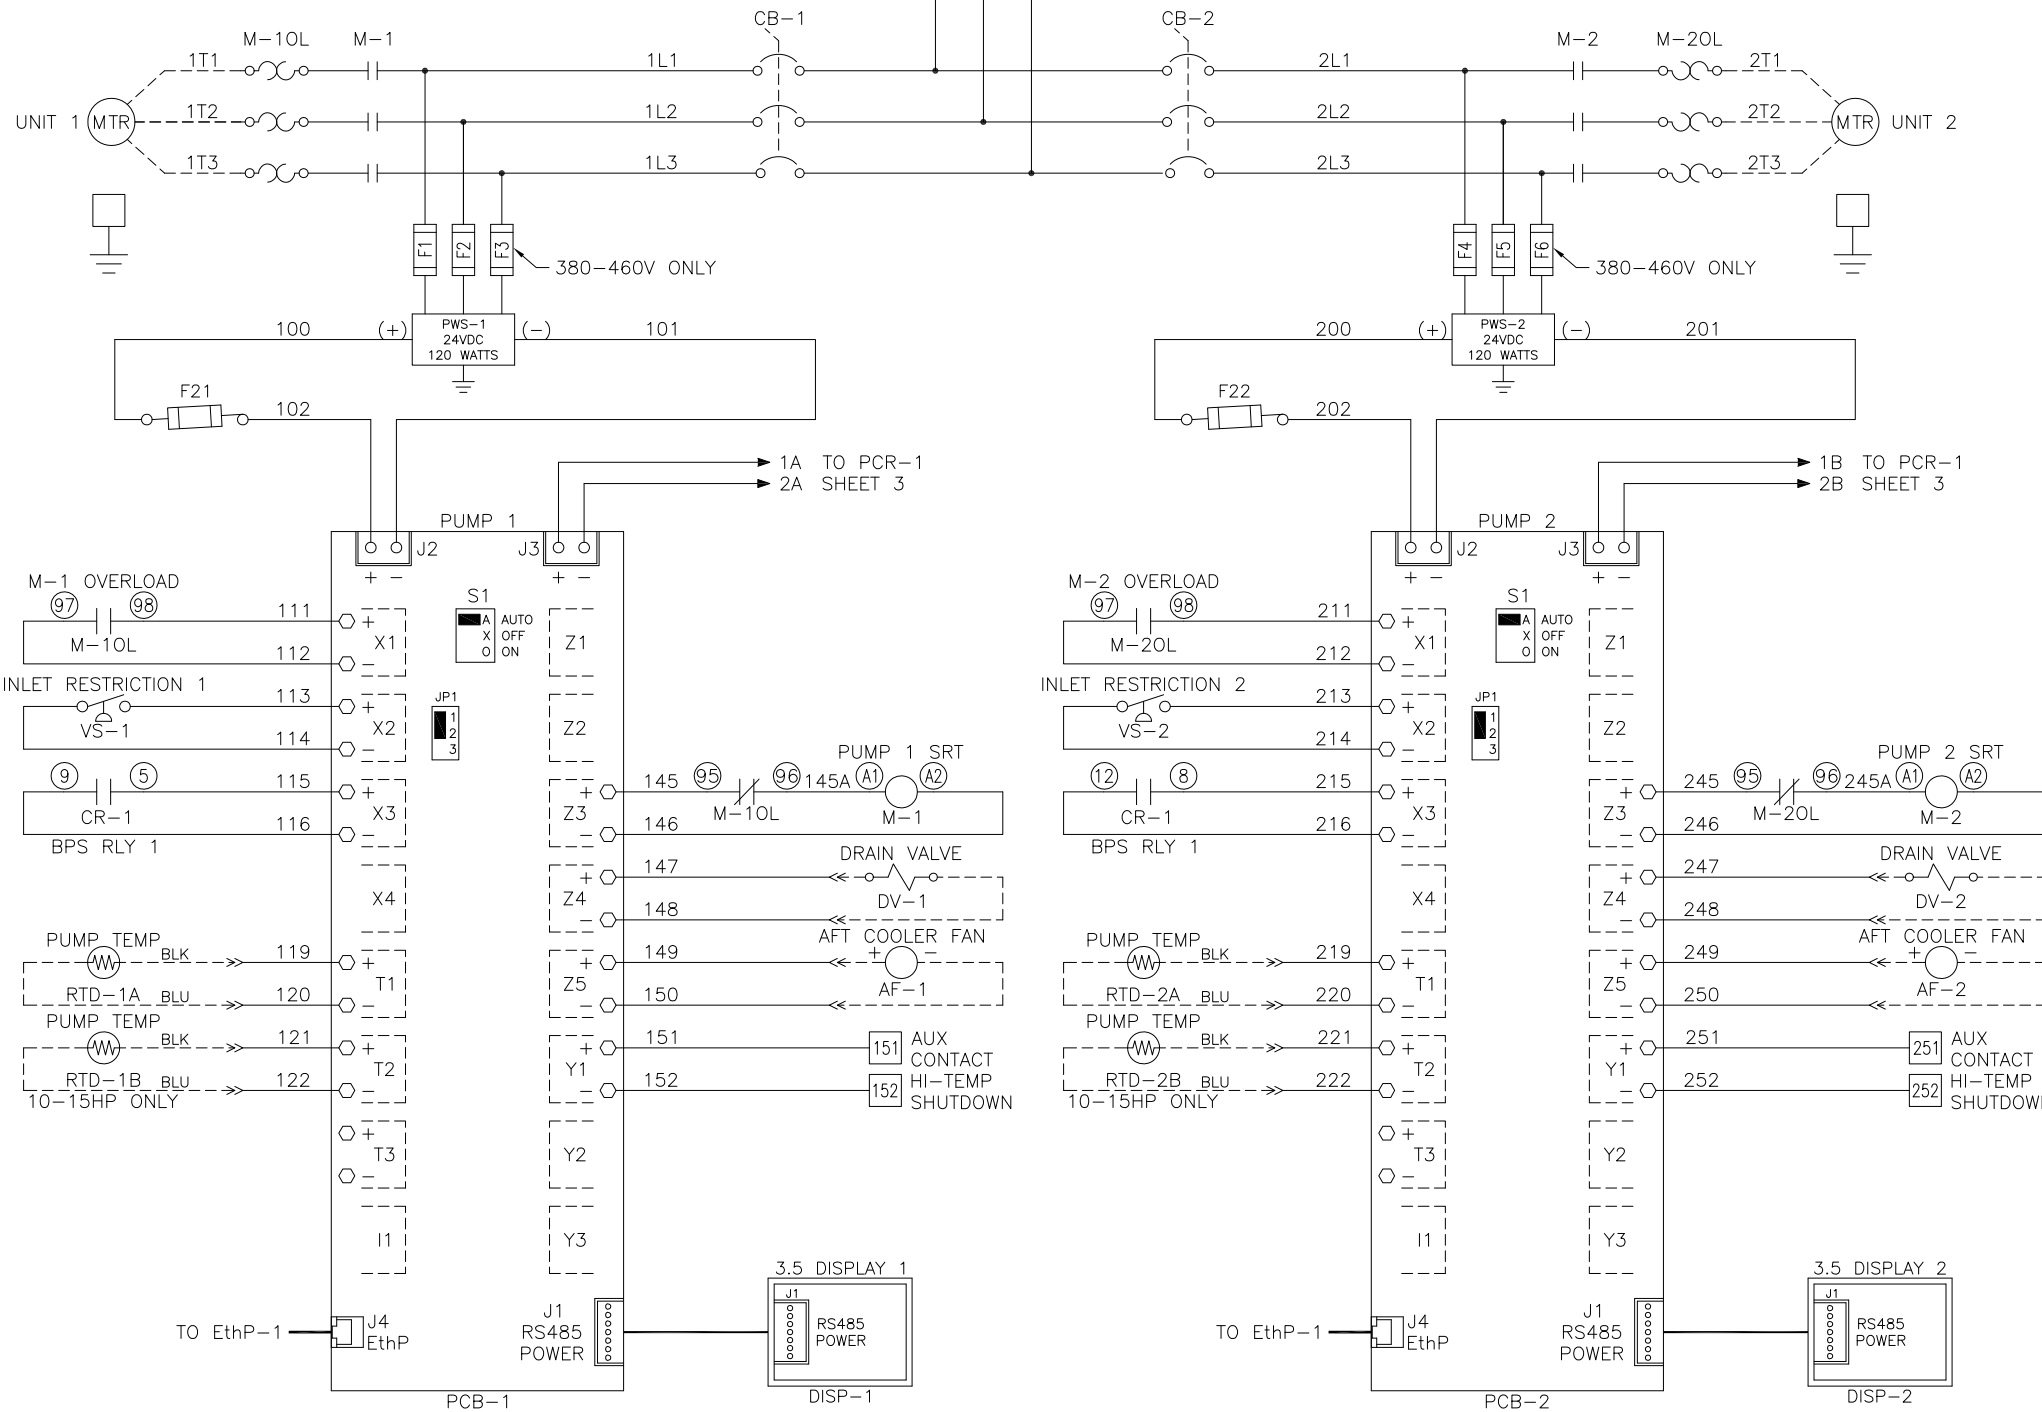 CB-1
CB-2
M-1OL
M-1
M-2
M-2OL
1T1
1L1
2L1
2T1
UNIT 1
MTR
1T2
1L2
2L2
2T2
MTR
UNIT 2
1T3
1L3
2L3
2T3
F1
F2
F3
380-460V ONLY
F4
F5
F6
380-460V ONLY
100
(+)
PWS-1
24VDC
120 WATTS
(-)
101
F21
102
200
(+)
PWS-2
24VDC
120 WATTS
(-)
201
F22
202
1A TO PCR-1
2A SHEET 3
1B TO PCR-1
2B SHEET 3
PUMP 1
J2
J3
+ -
+ -
M-1 OVERLOAD
97
98
M-1OL
111
112
+
X1
-
S1
A AUTO
X OFF
O ON
Z1
INLET RESTRICTION 1
VS-1
113
114
+
X2
-
JP1
1
2
3
Z2
9
5
CR-1
BPS RLY 1
115
116
+
X3
-
+
Z3
-
145
146
95
96
M-1OL
145A
PUMP 1 SRT
A1
A2
M-1
X4
+
Z4
-
147
148
DRAIN VALVE
DV-1
PUMP TEMP
BLK
RTD-1A BLU
119
120
+
T1
-
+
Z5
-
149
150
AFT COOLER FAN
+ -
AF-1
PUMP TEMP
BLK
RTD-1B BLU
10-15HP ONLY
121
122
+
T2
-
+
Y1
-
151
152
151
AUX
CONTACT
152
HI-TEMP
SHUTDOWN
+
T3
-
Y2
I1
Y3
TO EthP-1
J4
EthP
J1
RS485
POWER
3.5 DISPLAY 1
J1
RS485
POWER
DISP-1
PCB-1
PUMP 2
J2
J3
+ -
+ -
M-2 OVERLOAD
97
98
M-2OL
211
212
+
X1
-
S1
A AUTO
X OFF
O ON
Z1
INLET RESTRICTION 2
VS-2
213
214
+
X2
-
JP1
1
2
3
Z2
12
8
CR-1
BPS RLY 1
215
216
+
X3
-
+
Z3
-
245
246
95
96
M-2OL
245A
PUMP 2 SRT
A1
A2
M-2
X4
+
Z4
-
247
248
DRAIN VALVE
DV-2
PUMP TEMP
BLK
RTD-2A BLU
219
220
+
T1
-
+
Z5
-
249
250
AFT COOLER FAN
+ -
AF-2
PUMP TEMP
BLK
RTD-2B BLU
10-15HP ONLY
221
222
+
T2
-
+
Y1
-
251
252
251
AUX
CONTACT
252
HI-TEMP
SHUTDOWN
+
T3
-
Y2
I1
Y3
TO EthP-1
J4
EthP
J1
RS485
POWER
3.5 DISPLAY 2
J1
RS485
POWER
DISP-2
PCB-2